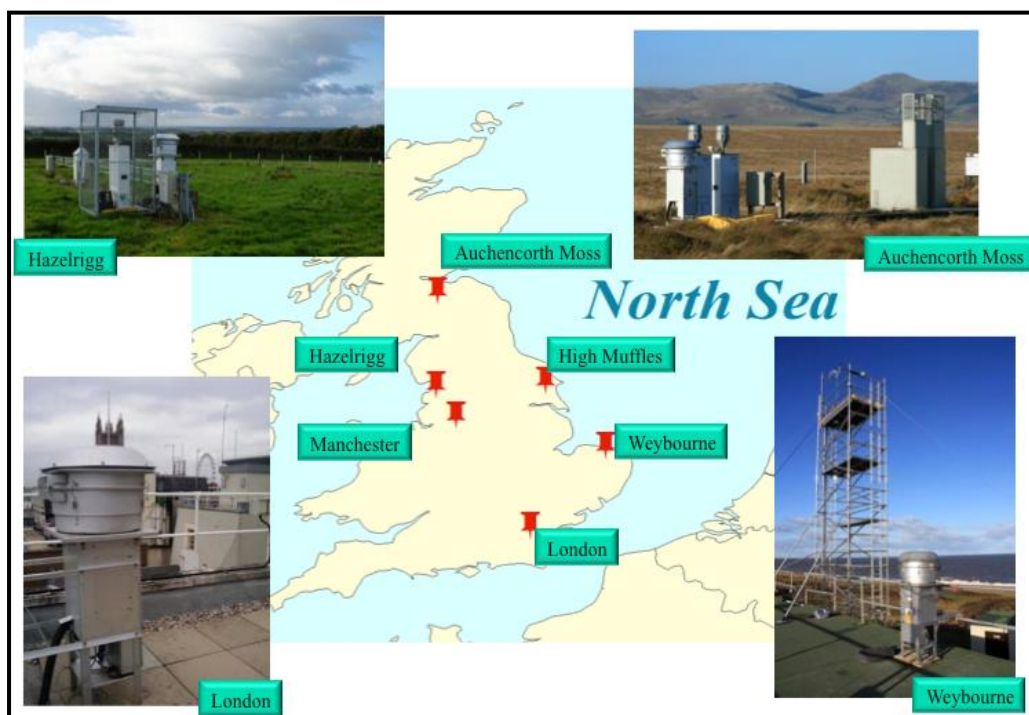 Hazelrigg
Auchencorth Moss
Auchencorth Moss
North Sea
Hazelrigg
High Muffles
Manchester
Weybourne
London
London
Weybourne